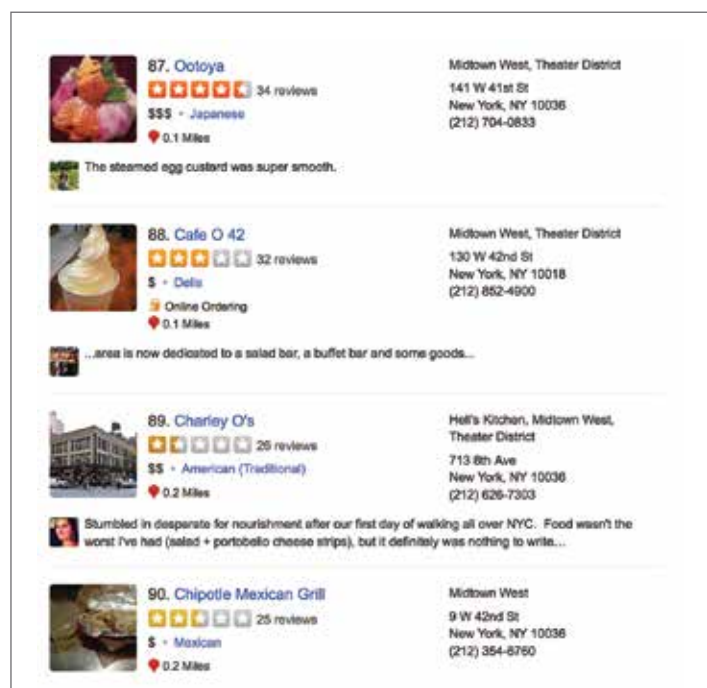 87. Ootoya
34 reviews
$$$ • Japanese
0.1 Miles
Midtown West, Theater District
141 W 41st St
New York, NY 10036
(212) 704-0833
The steamed egg custard was super smooth.
88. Cafe O 42
32 reviews
$ • Delis
Online Ordering
0.1 Miles
Midtown West, Theater District
130 W 42nd St
New York, NY 10018
(212) 852-4900
...area is now dedicated to a salad bar, a buffet bar and some goods...
89. Charley O's
26 reviews
$$ • American (Traditional)
0.2 Miles
Hell's Kitchen, Midtown West,
Theater District
713 8th Ave
New York, NY 10036
(212) 626-7303
Stumbled in desperate for nourishment after our first day of walking all over NYC. Food wasn't the
worst I've had (salad + portobello cheese strips), but it definitely was nothing to write...
90. Chipotle Mexican Grill
25 reviews
$ • Mexican
0.2 Miles
Midtown West
9 W 42nd St
New York, NY 10036
(212) 354-6760